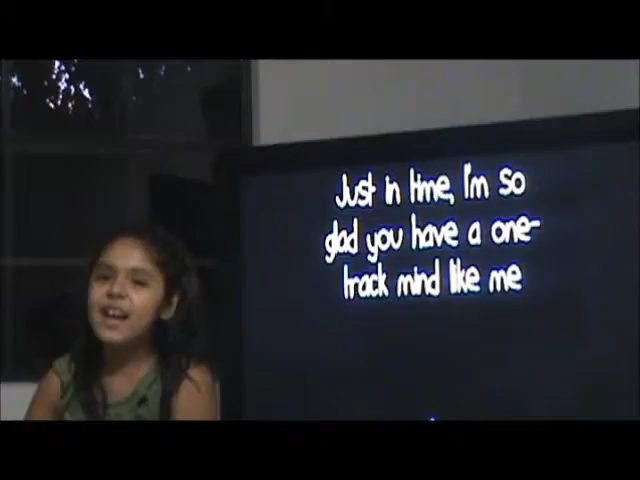 Just in time, I'm so
glad you have a one-
track mind like me